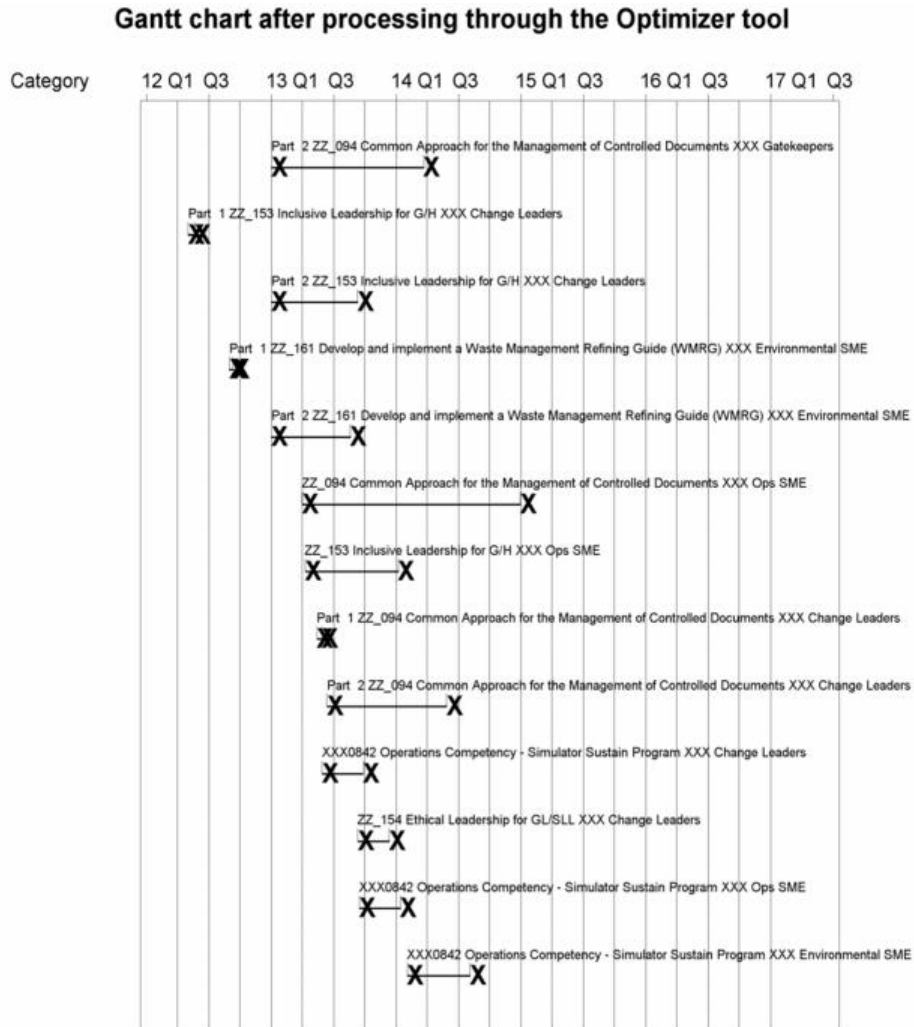 Gantt chart after processing through the Optimizer tool
Category 12 Q1 Q3 13 Q1 Q3 14 Q1 Q3 15 Q1 Q3 16 Q1 Q3 17 Q1 Q3
Part 2 ZZ_094 Common Approach for the Management of Controlled Documents XXX Gatekeepers
Part 1 ZZ_153 Inclusive Leadership for G/H XXX Change Leaders
Part 2 ZZ_153 Inclusive Leadership for G/H XXX Change Leaders
Part 1 ZZ_161 Develop and implement a Waste Management Refining Guide (WMRG) XXX Environmental SME
Part 2 ZZ_161 Develop and implement a Waste Management Refining Guide (WMRG) XXX Environmental SME
ZZ_094 Common Approach for the Management of Controlled Documents XXX Ops SME
ZZ_153 Inclusive Leadership for G/H XXX Ops SME
Part 1 ZZ_094 Common Approach for the Management of Controlled Documents XXX Change Leaders
Part 2 ZZ_094 Common Approach for the Management of Controlled Documents XXX Change Leaders
XXX0842 Operations Competency - Simulator Sustain Program XXX Change Leaders
ZZ_154 Ethical Leadership for GL/SLL XXX Change Leaders
XXX0842 Operations Competency - Simulator Sustain Program XXX Ops SME
XXX0842 Operations Competency - Simulator Sustain Program XXX Environmental SME